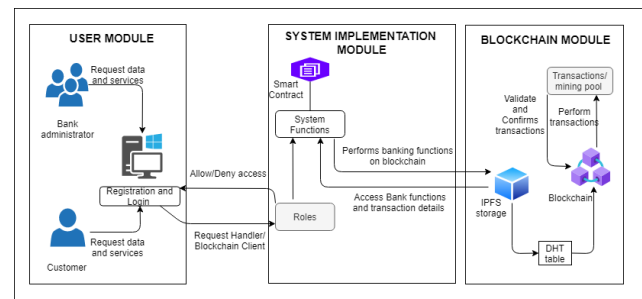 USER MODULE
Request data
and services
Bank
administrator
Registration and
Login
Request data
and services
Customer
Allow/Deny access
Request Handler/
Blockchain Client
SYSTEM IMPLEMENTATION
MODULE
Smart
Contract
System
Functions
Roles
Performs banking functions
on blockchain
Access Bank functions
and transaction details
BLOCKCHAIN MODULE
Transactions/
mining pool
Validate
and
Confirms
transactions
Perform
transactions
IPFS
storage
Blockchain
DHT
table